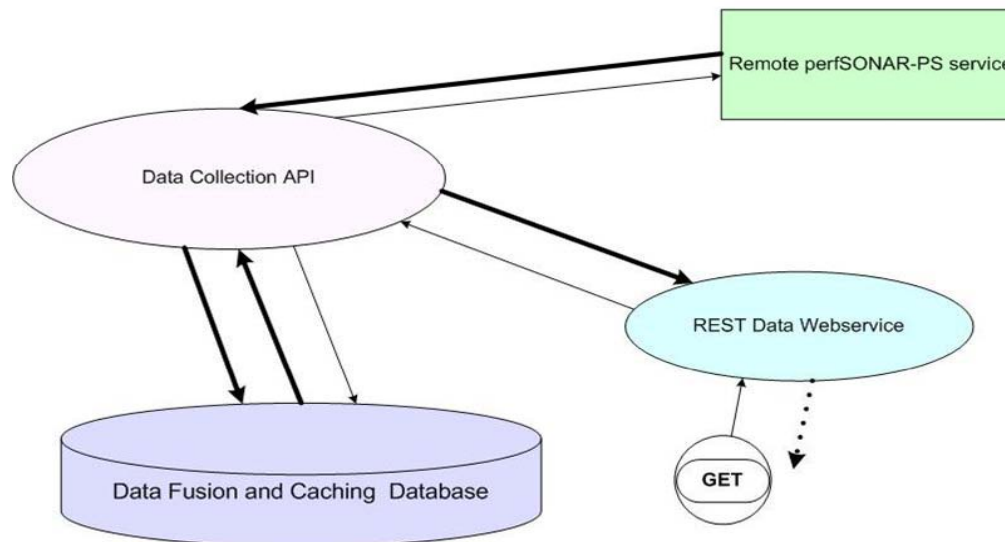 Remote perfSONAR-PS service
Data Collection API
REST Data Webservice
GET
Data Fusion and Caching Database